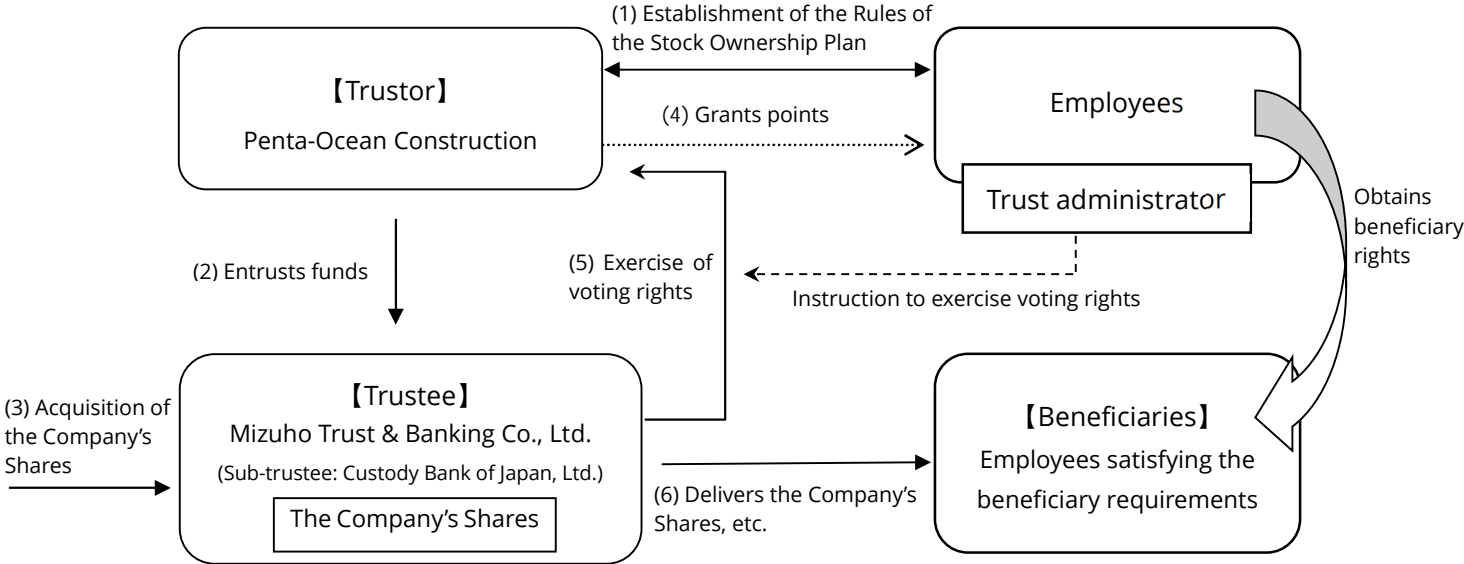 (1) Establishment of the Rules of
the Stock Ownership Plan
【Trustor】
Penta-Ocean Construction
(4) Grants points
Employees
Trust administrator
Obtains
beneficiary
rights
(2) Entrusts funds
(5) Exercise of
voting rights
Instruction to exercise voting rights
(3) Acquisition of
the Company’s
Shares
【Trustee】
Mizuho Trust & Banking Co., Ltd.
(Sub-trustee: Custody Bank of Japan, Ltd.)
The Company’s Shares
(6) Delivers the Company’s
Shares, etc.
【Beneficiaries】
Employees satisfying the
beneficiary requirements